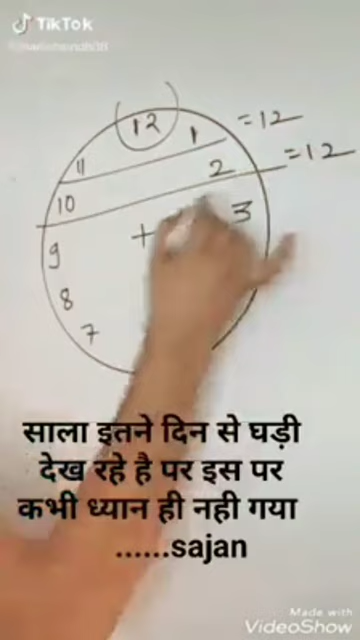 TikTok
12
1
= 12
11
2
= 12
10
3
+
9
8
7
साला इतने दिन से घड़ी
देख रहे है पर इस पर
कभी ध्यान ही नही गया
......sajan
Made with
VideoShow